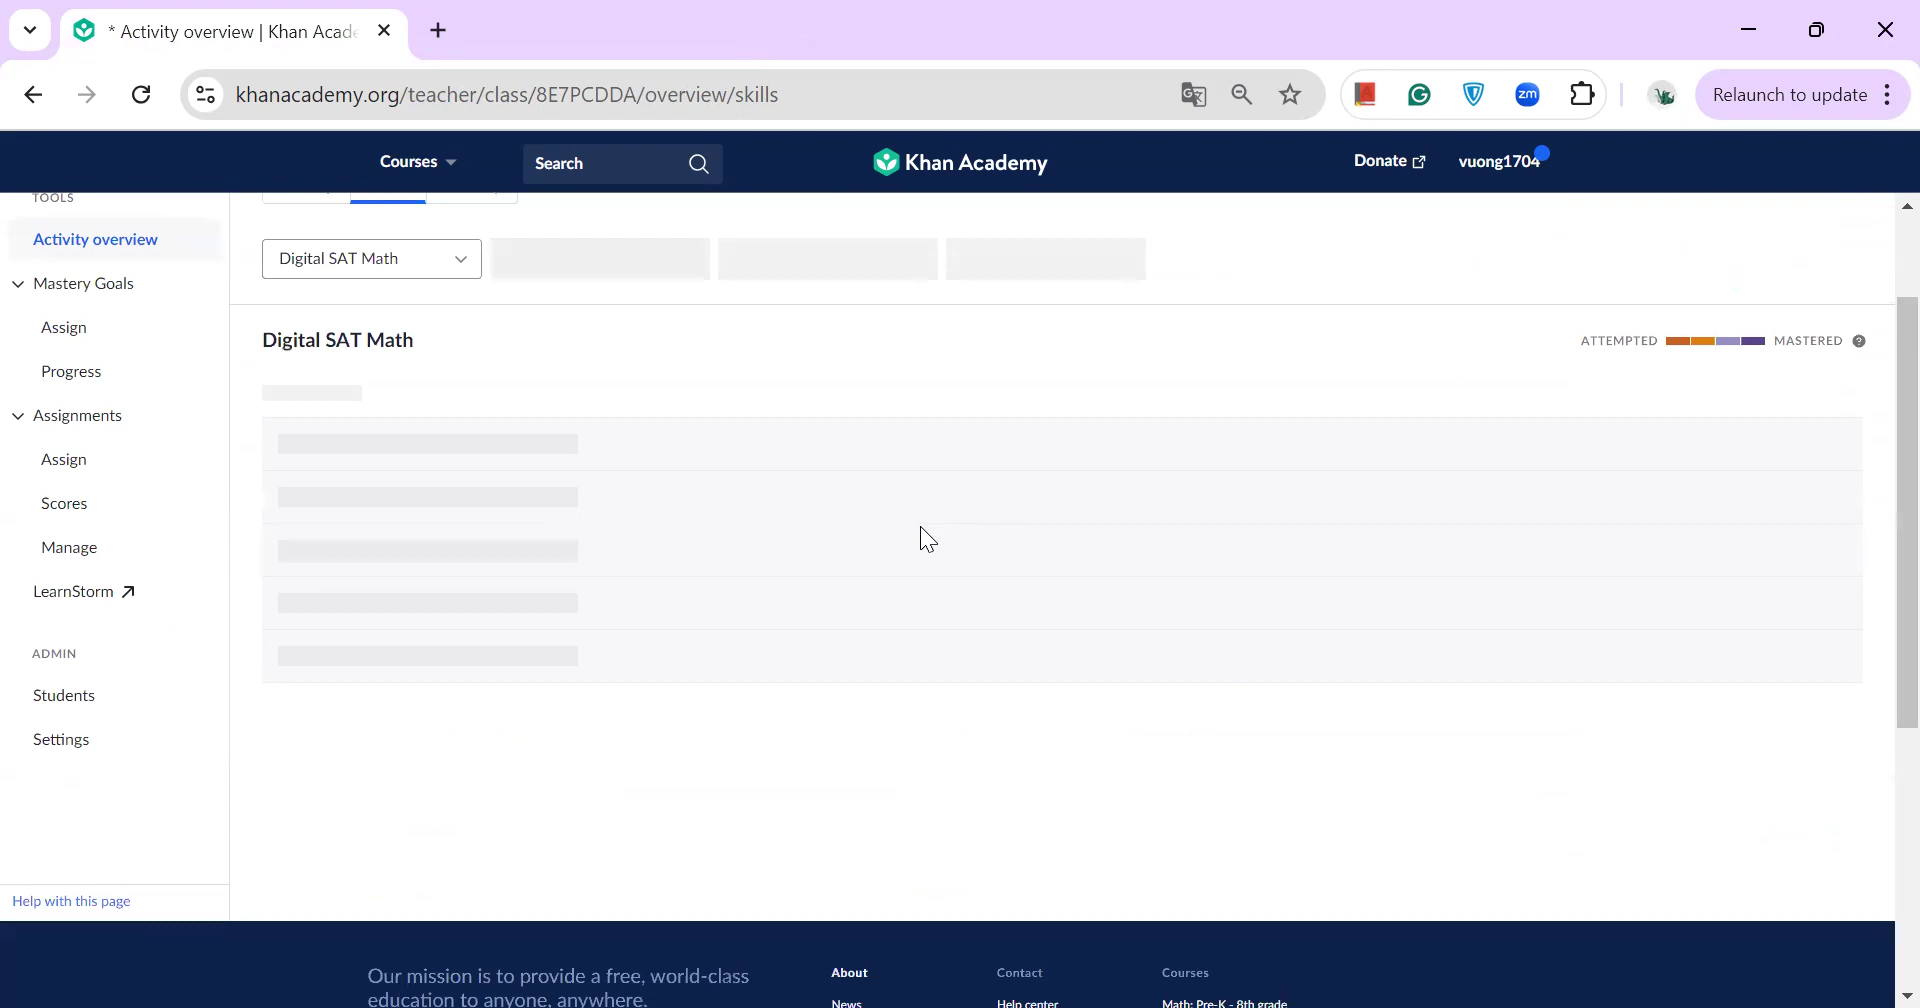 * Activity overview | Khan Acade
khanacademy.org/teacher/class/8E7PCDDA/overview/skills
zm
Relaunch to update
Courses
Search
Khan Academy
Donate
vuong1704
TOOLS
Activity overview
Mastery Goals
Assign
Progress
Assignments
Assign
Scores
Manage
LearnStorm
ADMIN
Students
Settings
Help with this page
Digital SAT Math
Digital SAT Math
ATTEMPTED
MASTERED
?
Our mission is to provide a free, world-class
education to anyone, anywhere.
About
News
Contact
Help center
Courses
Math: Pre-K - 8th grade